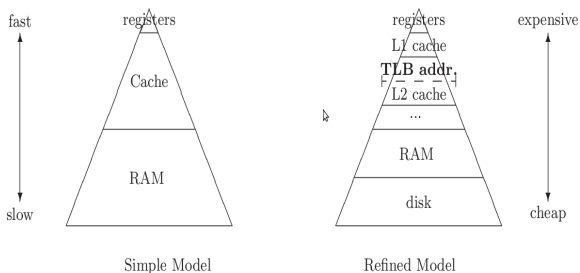 fast
slow
registers
Cache
RAM
Simple Model
registers
L1 cache
TLB addr.
L2 cache
...
RAM
disk
Refined Model
expensive
cheap